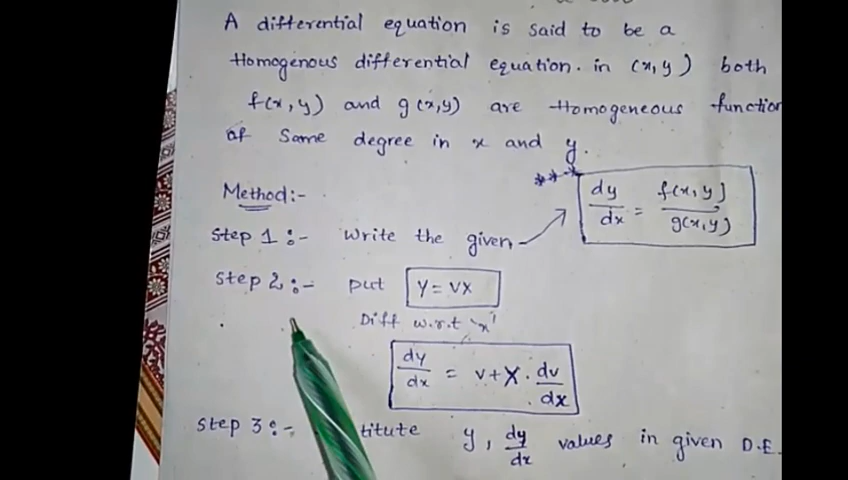 A differential equation is said to be a
Homogenous differential equation. in (x,y) both
f(x,y) and g(x,y) are Homogeneous function
of same degree in x and y.
Method:-
Step 1:- Write the given dy/dx = f(x,y)/g(x,y)
Step 2:- put y = vx
Diff w.r.t 'x'
dy/dx = v+x.dv/dx
Step 3:- titute y, dy/dx values in given D.E.